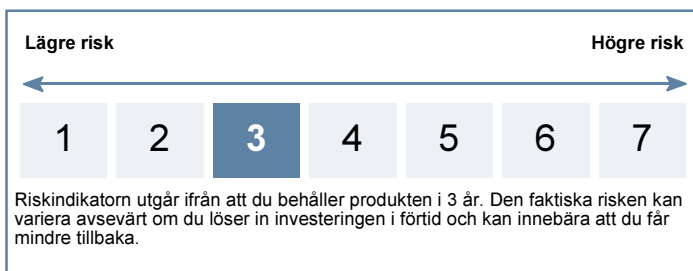 Lägre risk Högre risk
1 2 3 4 5 6 7
Riskindikatorn utgår ifrån att du behåller produkten i 3 år. Den faktiska risken kan
variera avsevärt om du löser in investeringen i förtid och kan innebära att du får
mindre tillbaka.